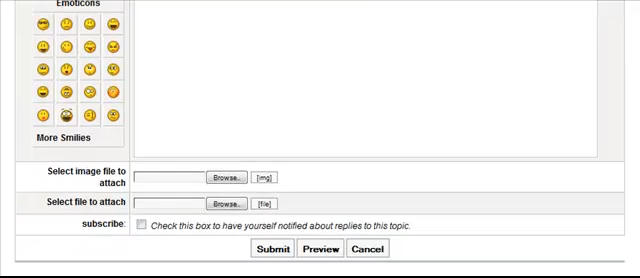 Emoticons
More Smilies
Select image file to
attach
Browse..
[img]
Select file to attach
Browse..
[file]
subscribe:
Check this box to have yourself notified about replies to this topic.
Submit
Preview
Cancel